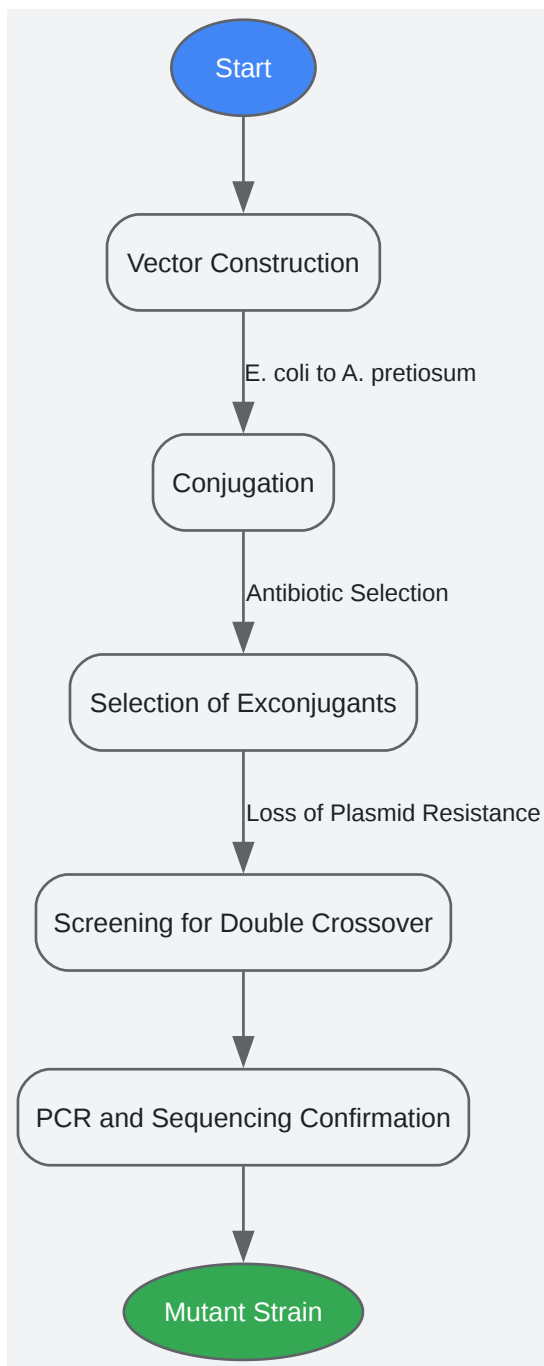 Start
Vector Construction
E. coli to A. pretiosum
Conjugation
Antibiotic Selection
Selection of Exconjugants
Loss of Plasmid Resistance
Screening for Double Crossover
PCR and Sequencing Confirmation
Mutant Strain